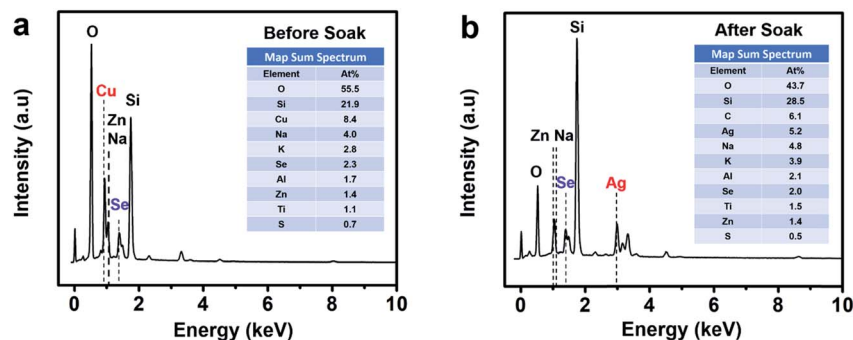 a
Before Soak
O
Cu
Zn
Na
Se
Si
Map Sum Spectrum
Element At%
O 55.5
Si 21.9
Cu 8.4
Na 4.0
K 2.8
Se 2.3
Al 1.7
Zn 1.4
Ti 1.1
S 0.7
Intensity (a.u)
0 2 4 6 8 10
Energy (keV)
b
After Soak
Si
Zn Na
O
Se
Ag
Map Sum Spectrum
Element At%
O 43.7
Si 28.5
C 6.1
Ag 5.2
Na 4.8
K 3.9
Al 2.1
Se 2.0
Ti 1.5
Zn 1.4
S 0.5
Intensity (a.u)
0 2 4 6 8 10
Energy (keV)